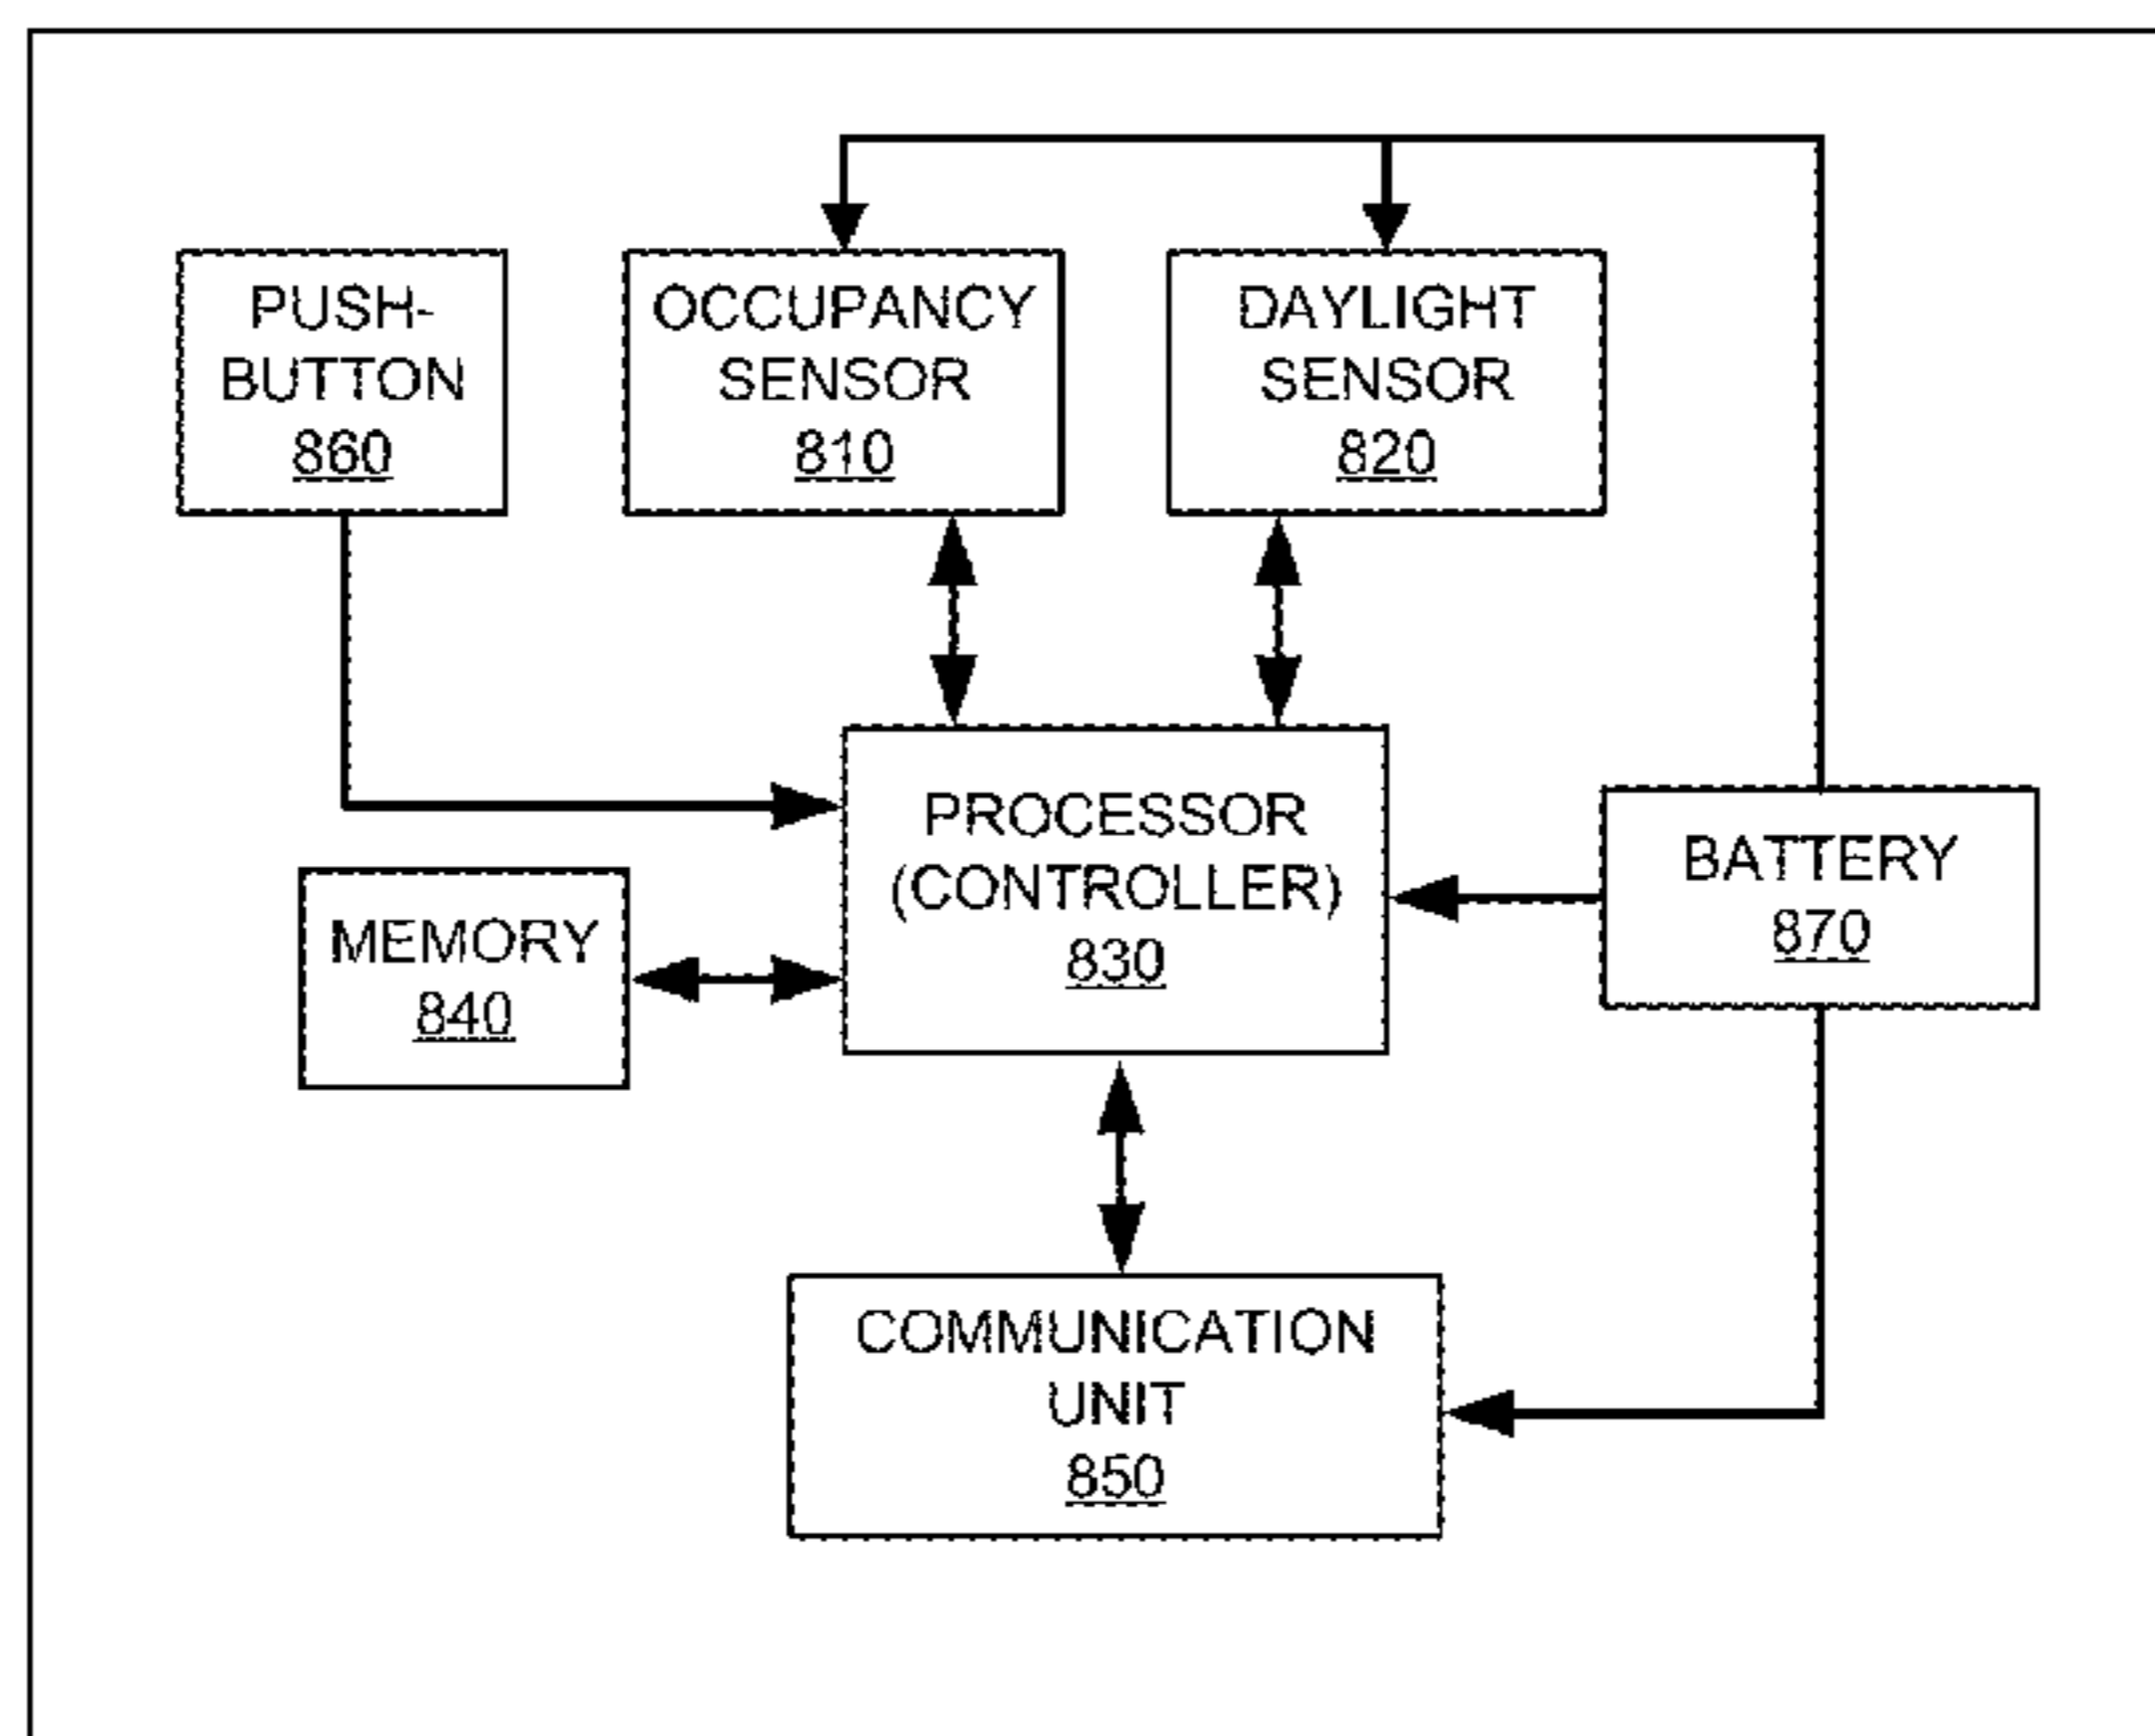 PUSH-
BUTTON
860
OCCUPANCY
SENSOR
810
DAYLIGHT
SENSOR
820
PROCESSOR
(CONTROLLER)
830
BATTERY
870
MEMORY
840
COMMUNICATION
UNIT
850